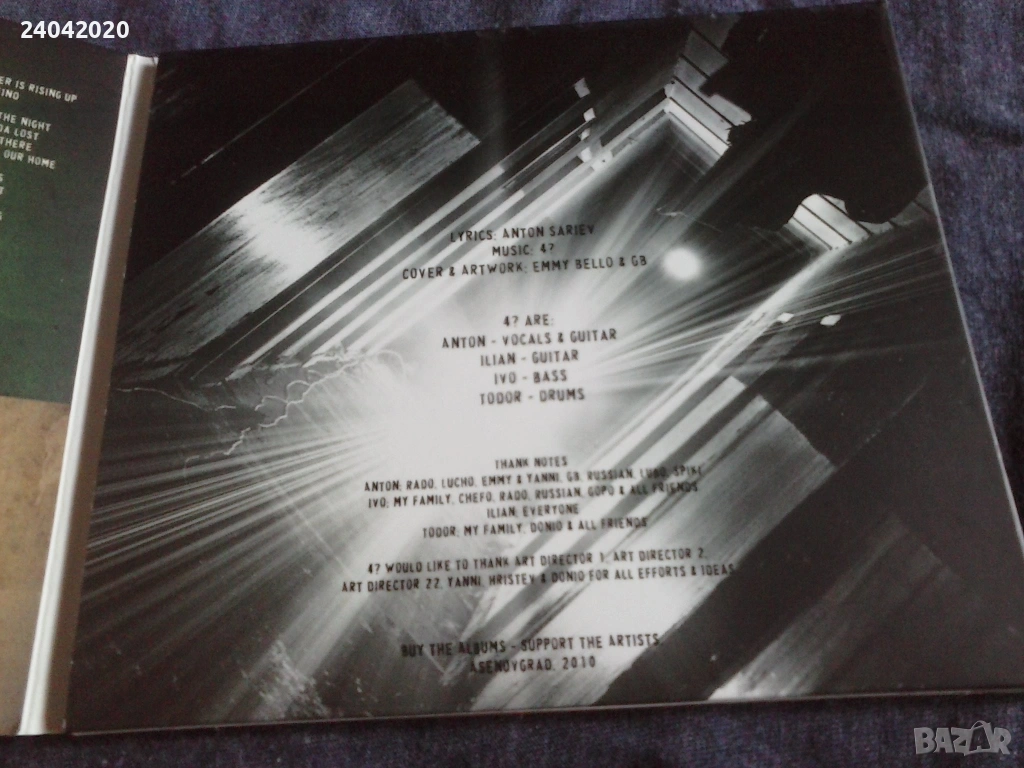 24042020
ER IS RISING UP
THE NIGHT
DA LOST
THERE
OUR HOME
LYRICS: ANTON SARIEV
MUSIC: 4?
COVER & ARTWORK: EMMY BELLO & GB
4? ARE:
ANTON - VOCALS & GUITAR
ILIAN - GUITAR
IVO - BASS
TODOR - DRUMS
THANK NOTES
ANTON: RADO, LUCHO, EMMY & YANNI, GB, RUSSIAN, LUBO, SPIKE
IVO: MY FAMILY, CHEFO, RADO, RUSSIAN, GOPO & ALL FRIENDS
ILIAN: EVERYONE
TODOR: MY FAMILY, DONIO & ALL FRIENDS
4? WOULD LIKE TO THANK ART DIRECTOR 1, ART DIRECTOR 2,
ART DIRECTOR 22, YANNI, HRISTEV & DONIO FOR ALL EFFORTS & IDEAS
BUY THE ALBUMS - SUPPORT THE ARTISTS.
ASENOVGRAD, 2010
BAZAR